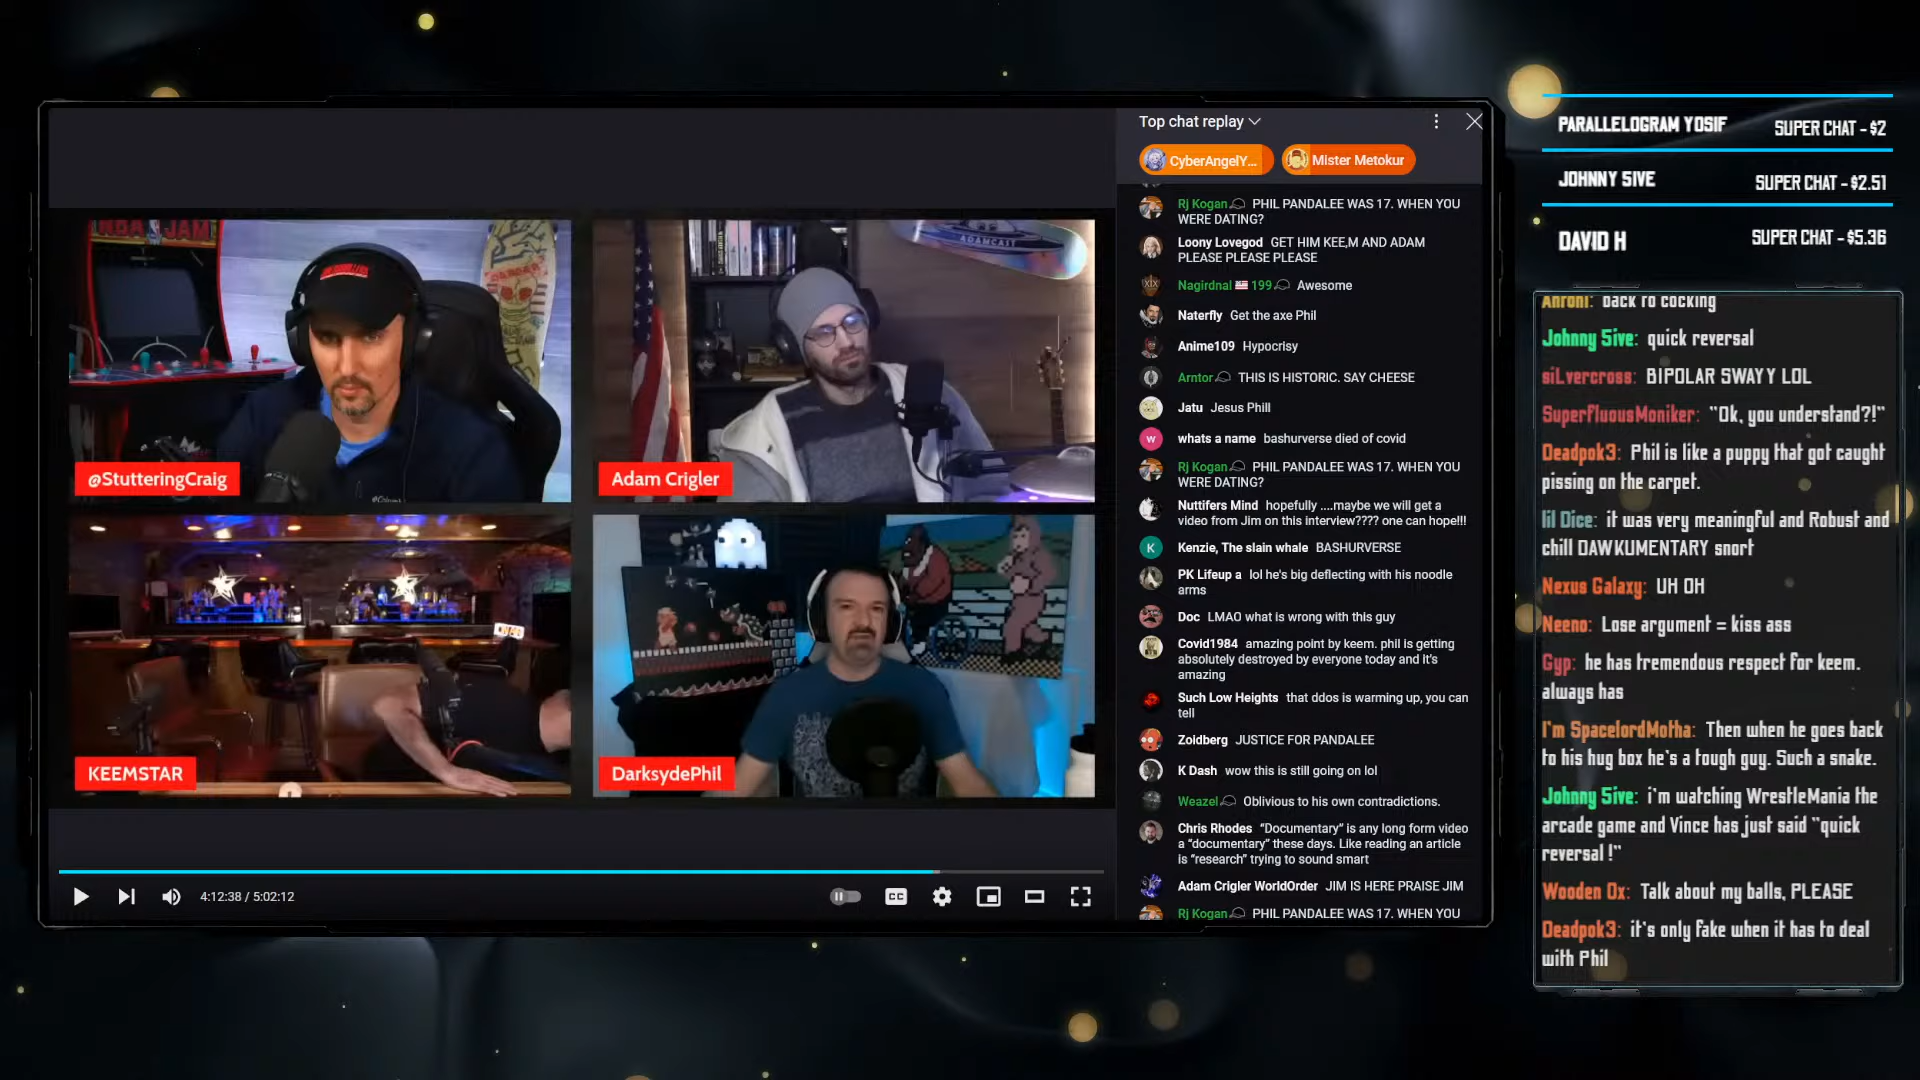 NBA JAM
ADAMCAST
@StutteringCraig
Adam Crigler
KEEMSTAR
DarksydePhil
4:12:38 / 5:02:12
CC
Top chat replay
CyberAngelY...
Mister Metokur
Rj Kogan PHIL PANDALEE WAS 17. WHEN YOU
WERE DATING?
Loony Lovegod GET HIM KEE,M AND ADAM
PLEASE PLEASE PLEASE
Nagirdnal 199 Awesome
Naterfly Get the axe Phil
Anime109 Hypocrisy
Arntor THIS IS HISTORIC. SAY CHEESE
Jatu Jesus Phill
w
whats a name bashurverse died of covid
Rj Kogan PHIL PANDALEE WAS 17. WHEN YOU
WERE DATING?
Nuttifers Mind hopefully ....maybe we will get a
video from Jim on this interview???? one can hope!!!
K
Kenzie, The slain whale BASHURVERSE
PK Lifeup a lol he's big deflecting with his noodle
arms
Doc LMAO what is wrong with this guy
Covid1984 amazing point by keem. phil is getting
absolutely destroyed by everyone today and it's
amazing
Such Low Heights that ddos is warming up, you can
tell
Zoidberg JUSTICE FOR PANDALEE
K Dash wow this is still going on lol
Weazel Oblivious to his own contradictions.
Chris Rhodes “Documentary” is any long form video
a “documentary” these days. Like reading an article
is “research” trying to sound smart
Adam Crigler WorldOrder JIM IS HERE PRAISE JIM
Rj Kogan PHIL PANDALEE WAS 17. WHEN YOU
PARALLELOGRAM YOSIF SUPER CHAT - $2
JOHNNY 5IVE SUPER CHAT - $2.51
DAVID H SUPER CHAT - $5.36
Anroni: back to cocking
Johnny 5ive: quick reversal
siLvercross: BIPOLAR SWAYY LOL
SuperfluousMoniker: "Ok, you understand?!"
Deadpok3: Phil is like a puppy that got caught
pissing on the carpet.
lil Dice: it was very meaningful and Robust and
chill DAWKUMENTARY snort
Nexus Galaxy: UH OH
Neeno: Lose argument = kiss ass
Gyp: he has tremendous respect for keem.
always has
I'm SpacelordMotha: Then when he goes back
to his hug box he's a tough guy. Such a snake.
Johnny 5ive: i'm watching WrestleMania the
arcade game and Vince has just said "quick
reversal !"
Wooden Ox: Talk about my balls, PLEASE
Deadpok3: it's only fake when it has to deal
with Phil